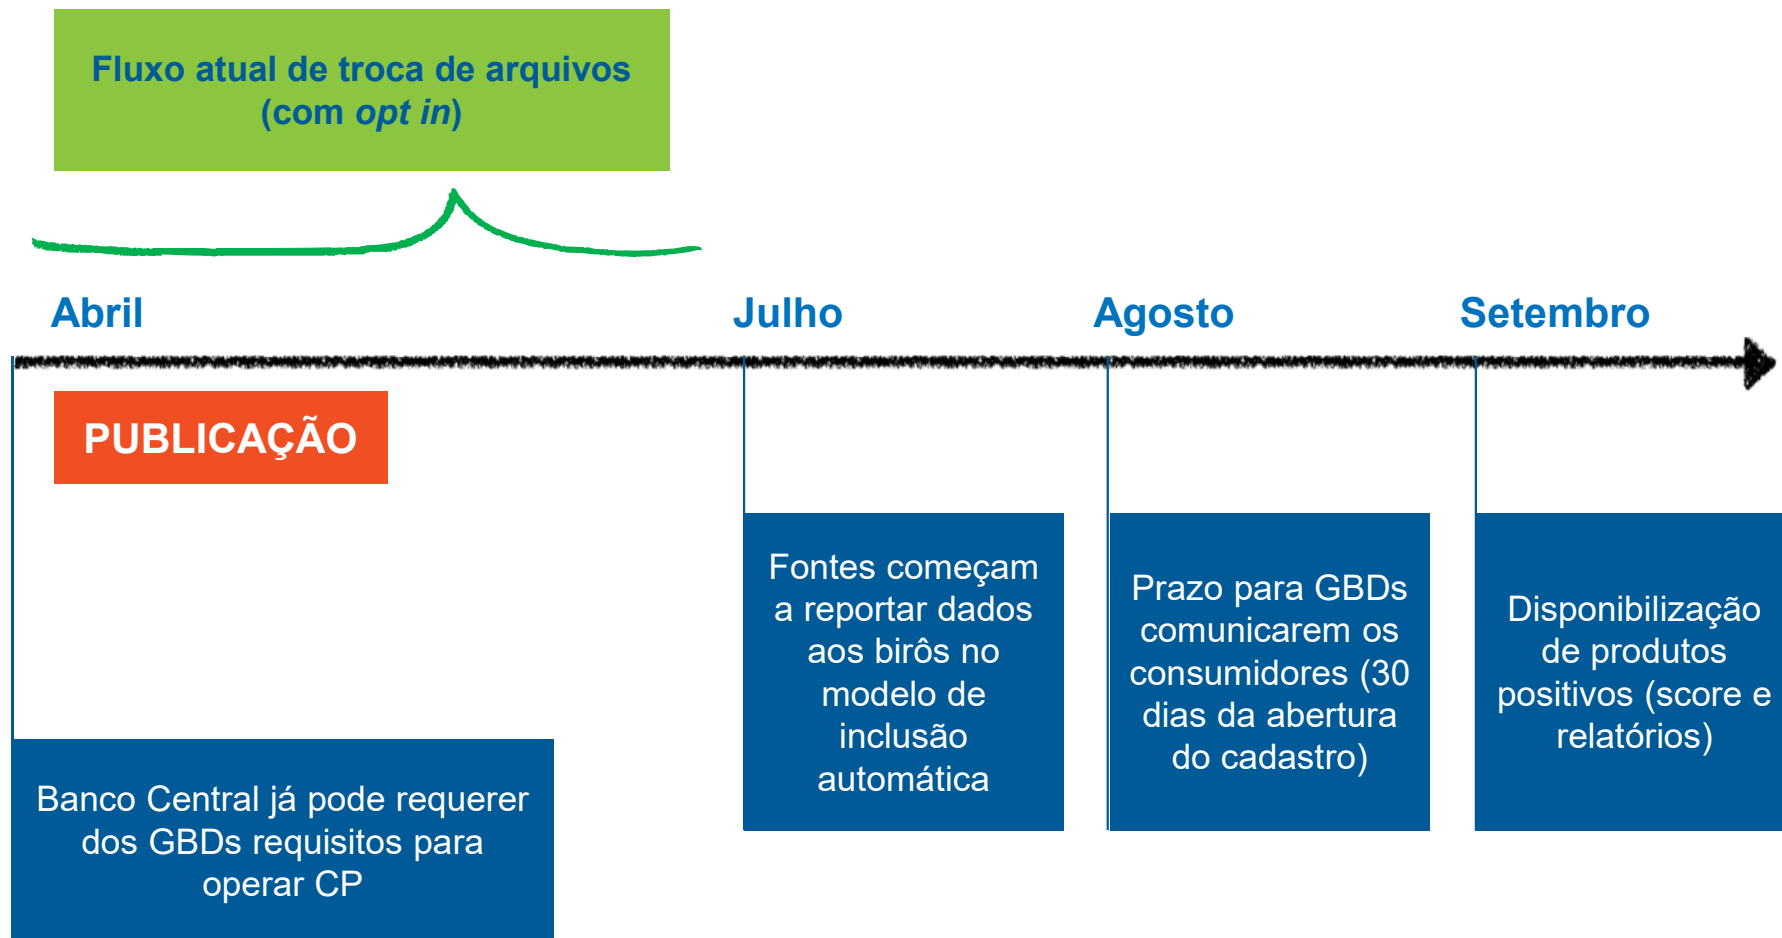 Fluxo atual de troca de arquivos
(com opt in)
Abril
Julho
Agosto
Setembro
PUBLICAÇÃO
Banco Central já pode requerer
dos GBDs requisitos para
operar CP
Fontes começam
a reportar dados
aos birôs no
modelo de
inclusão
automática
Prazo para GBDs
comunicarem os
consumidores (30
dias da abertura
do cadastro)
Disponibilização
de produtos
positivos (score e
relatórios)